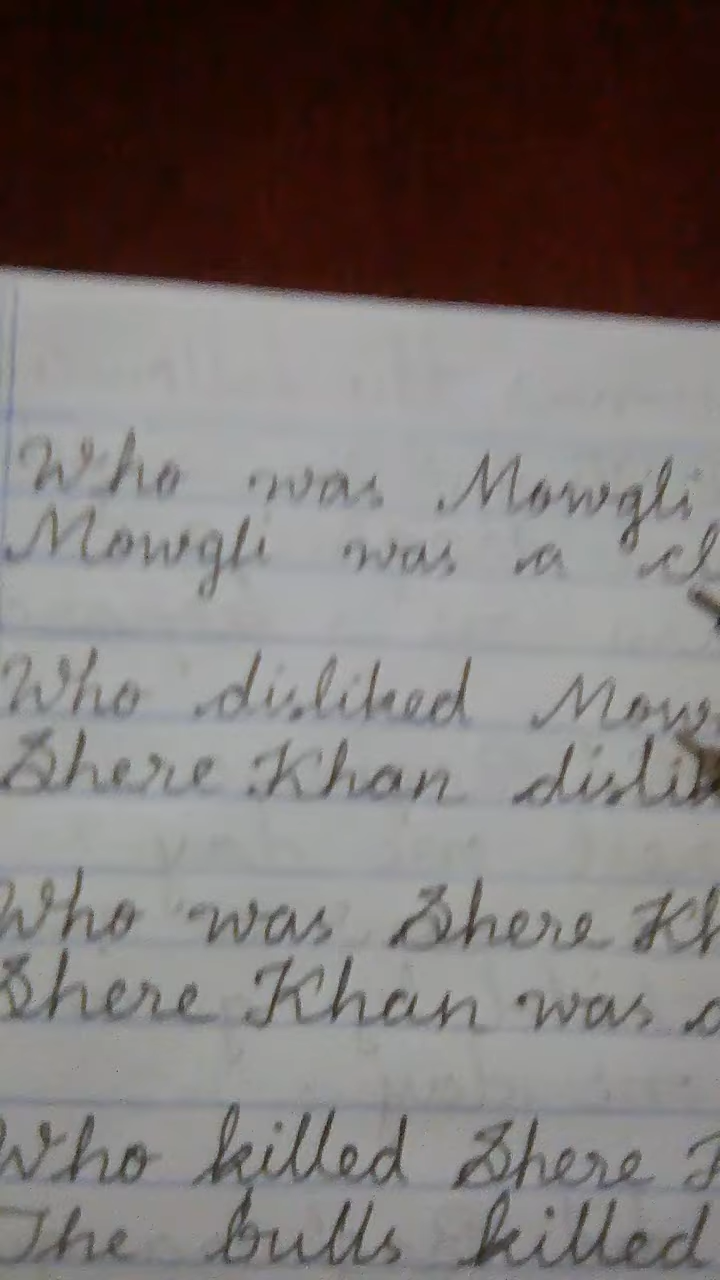 Who was Mowgli
Mowgli was a
Who disliked
Shere Khan
Who was Shere
Shere Khan was
Who killed Shere
The bulls killed